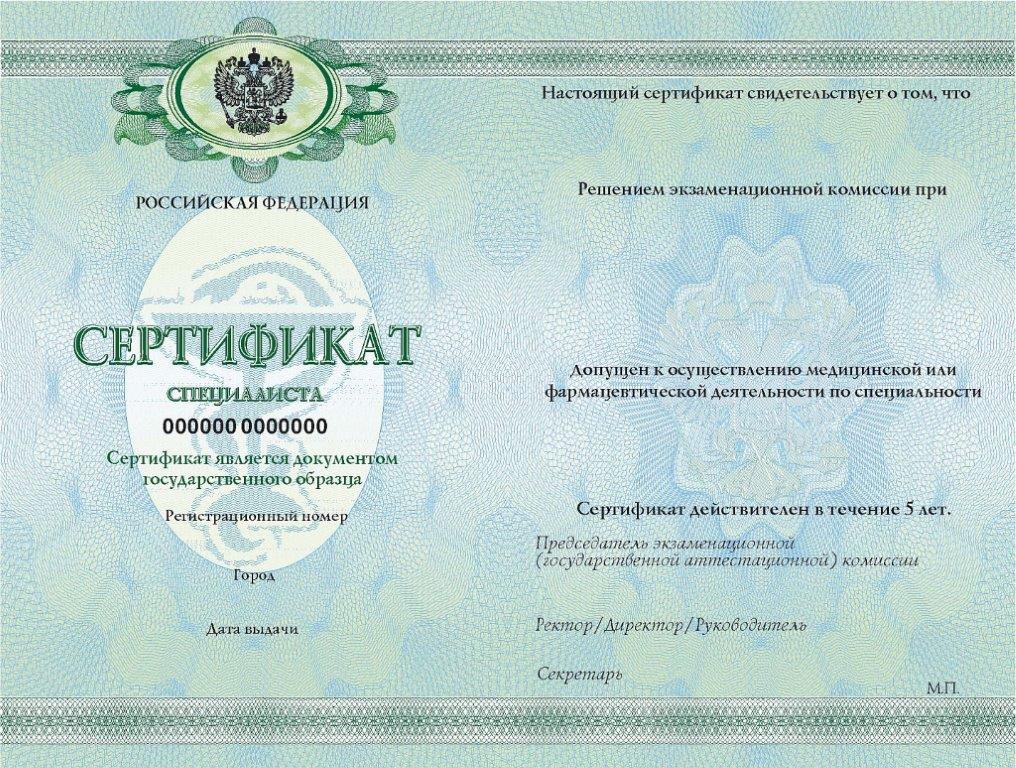 РОССИЙСКАЯ ФЕДЕРАЦИЯ
СЕРТИФИКАТ
СПЕЦИАЛИСТА
000000 0000000
Сертификат является документом
государственного образца
Регистрационный номер
Город
Дата выдачи
Настоящий сертификат свидетельствует о том, что
Решением экзаменационной комиссии при
Допущен к осуществлению медицинской или
фармацевтической деятельности по специальности
Сертификат действителен в течение 5 лет.
Председатель экзаменационной
(государственной аттестационной) комиссии
Ректор/Директор/Руководитель
Секретарь
М.П.